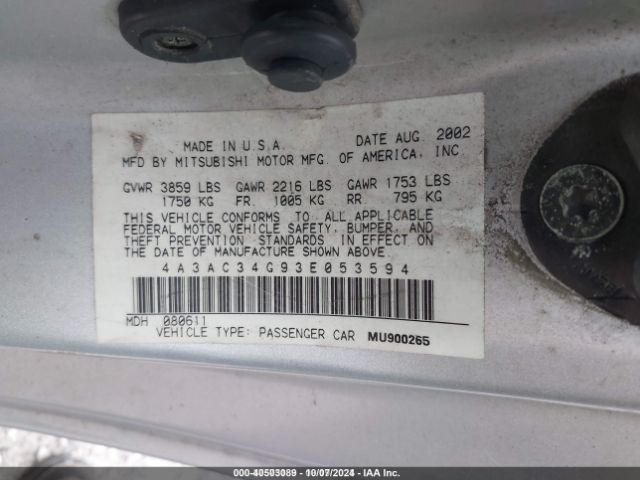 MADE IN U.S.A. DATE AUG. 2002
MFD BY MITSUBISHI MOTOR MFG. OF AMERICA, INC
GVWR 3859 LBS GAWR 2216 LBS GAWR 1753 LBS
1750 KG FR. 1005 KG RR. 795 KG
THIS VEHICLE CONFORMS TO ALL APPLICABLE
FEDERAL MOTOR VEHICLE SAFETY, BUMPER, AND
THEFT PREVENTION STANDARDS IN EFFECT ON
THE DATE OF MANUFACTURE SHOWN ABOVE.
4A3AC34G93E053594
MDH 080611
VEHICLE TYPE: PASSENGER CAR MU900265
000-40503089 - 10/07/2024 - IAA Inc.